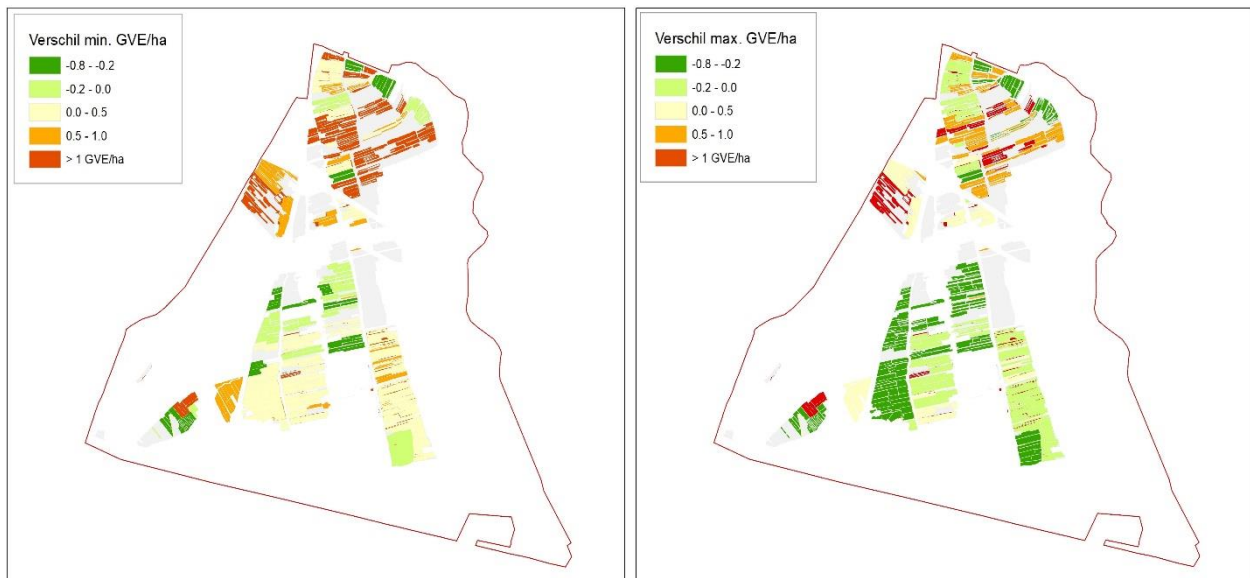 Verschil min. GVE/ha
-0.8 - -0.2
-0.2 - 0.0
0.0 - 0.5
0.5 - 1.0
> 1 GVE/ha
Verschil max. GVE/ha
-0.8 - -0.2
-0.2 - 0.0
0.0 - 0.5
0.5 - 1.0
> 1 GVE/ha